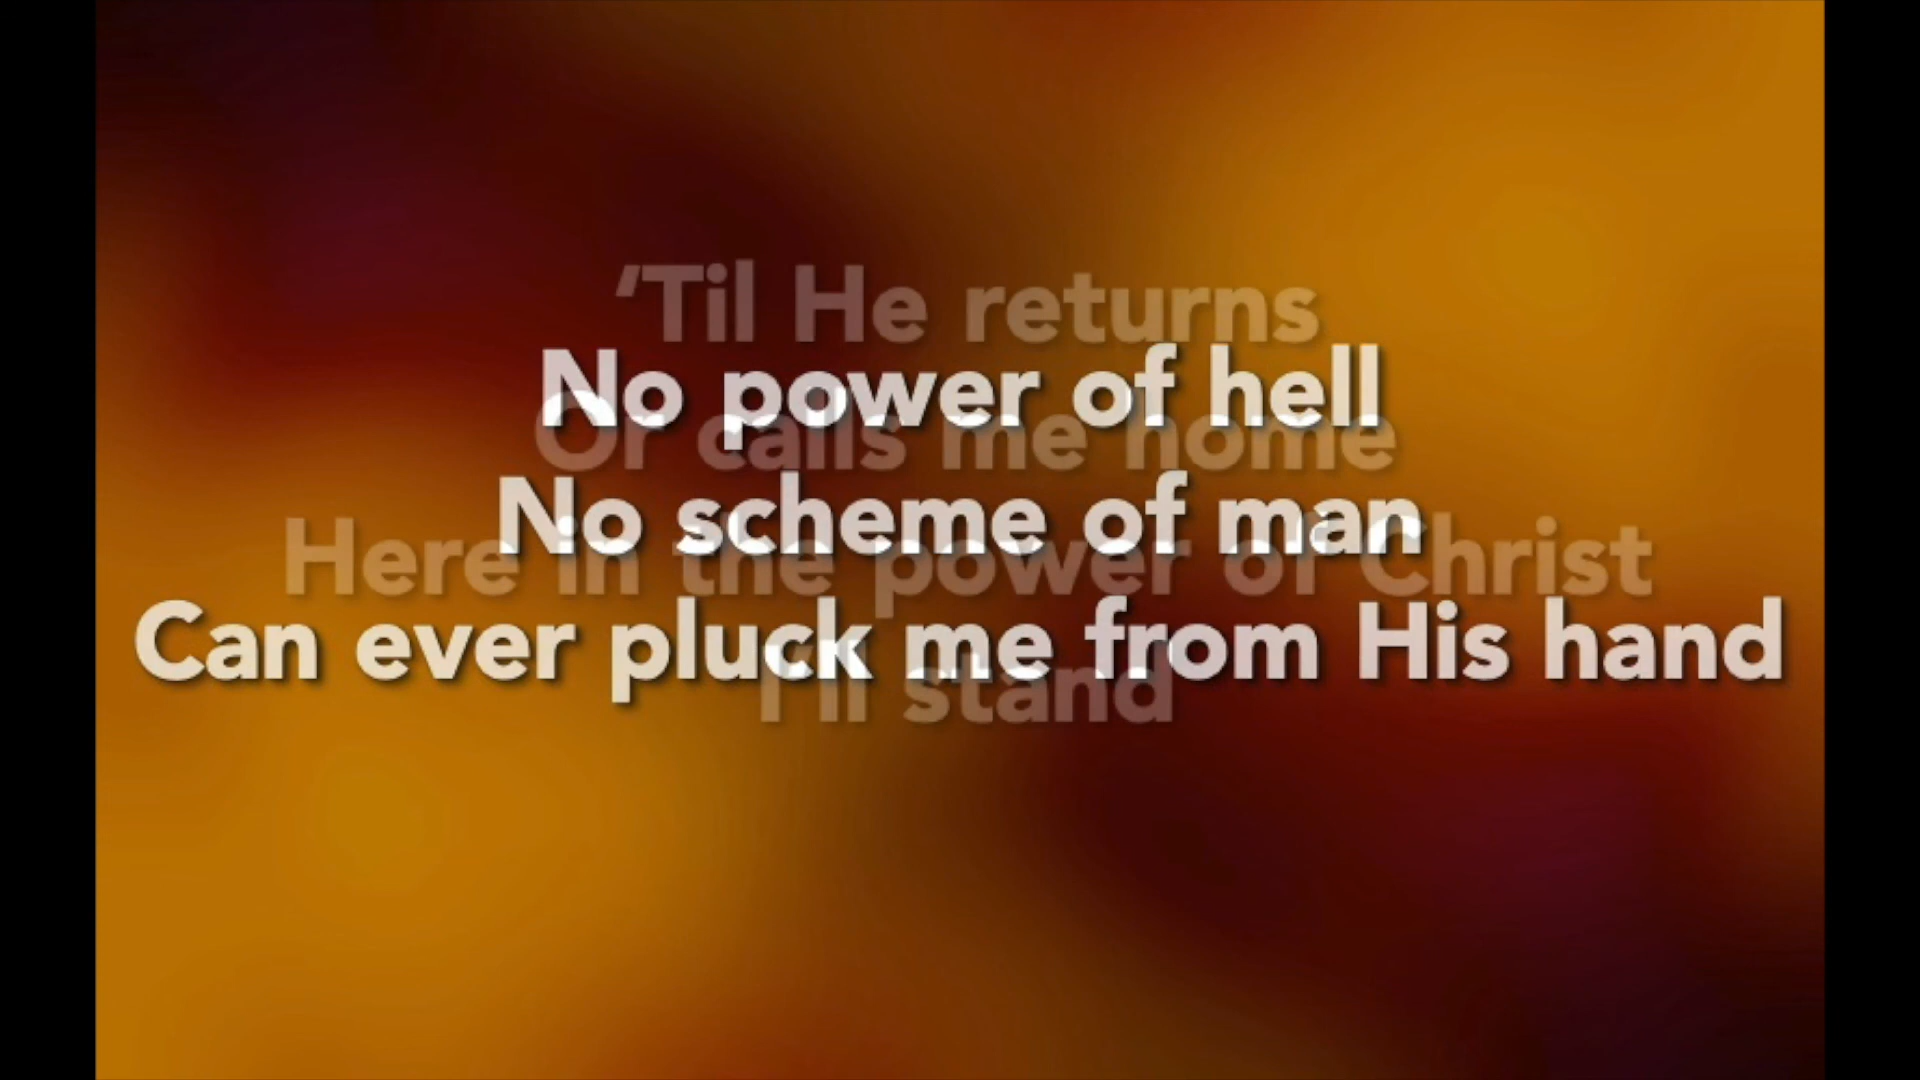 'Til He returns
No power of hell
Or calls me home
No scheme of man
Here in the power of Christ
Can ever pluck me from His hand
I'll stand